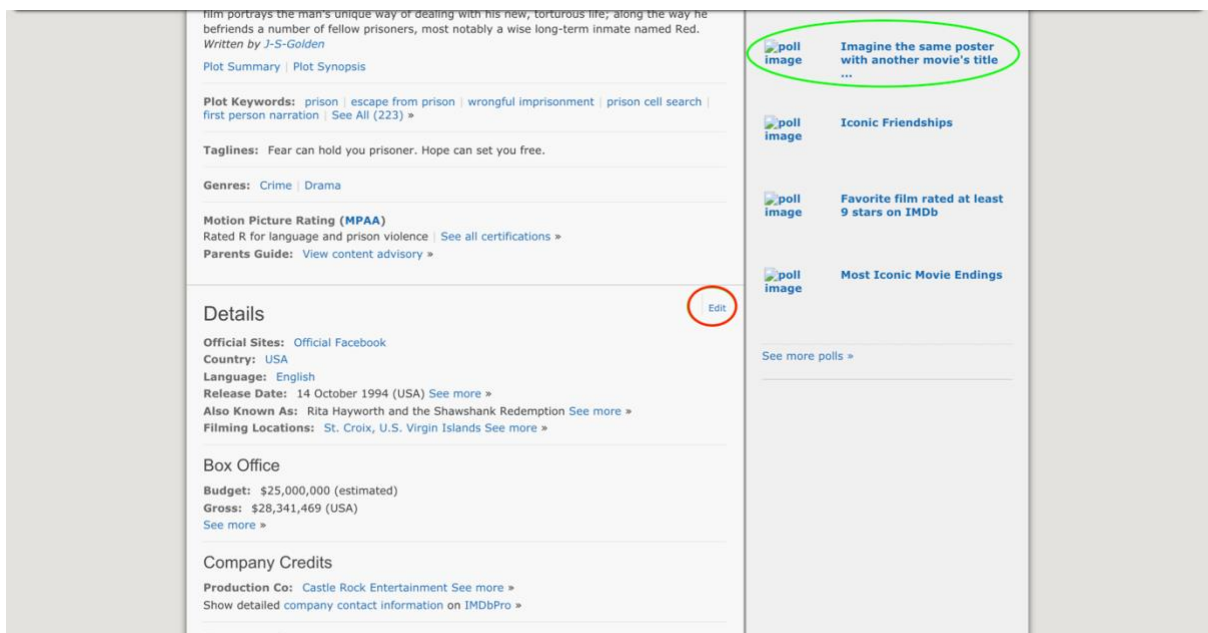 film portrays the man's unique way of dealing with his new, torturous life; along the way he
befriends a number of fellow prisoners, most notably a wise long-term inmate named Red.
Written by J-S-Golden
Plot Summary | Plot Synopsis
Plot Keywords: prison | escape from prison | wrongful imprisonment | prison cell search |
first person narration | See All (223) »
Taglines: Fear can hold you prisoner. Hope can set you free.
Genres: Crime | Drama
Motion Picture Rating (MPAA)
Rated R for language and prison violence | See all certifications »
Parents Guide: View content advisory »
Details
Edit
Official Sites: Official Facebook
Country: USA
Language: English
Release Date: 14 October 1994 (USA) See more »
Also Known As: Rita Hayworth and the Shawshank Redemption See more »
Filming Locations: St. Croix, U.S. Virgin Islands See more »
Box Office
Budget: $25,000,000 (estimated)
Gross: $28,341,469 (USA)
See more »
Company Credits
Production Co: Castle Rock Entertainment See more »
Show detailed company contact information on IMDbPro »
poll
image
Imagine the same poster
with another movie's title
...
poll
image
Iconic Friendships
poll
image
Favorite film rated at least
9 stars on IMDb
poll
image
Most Iconic Movie Endings
See more polls »